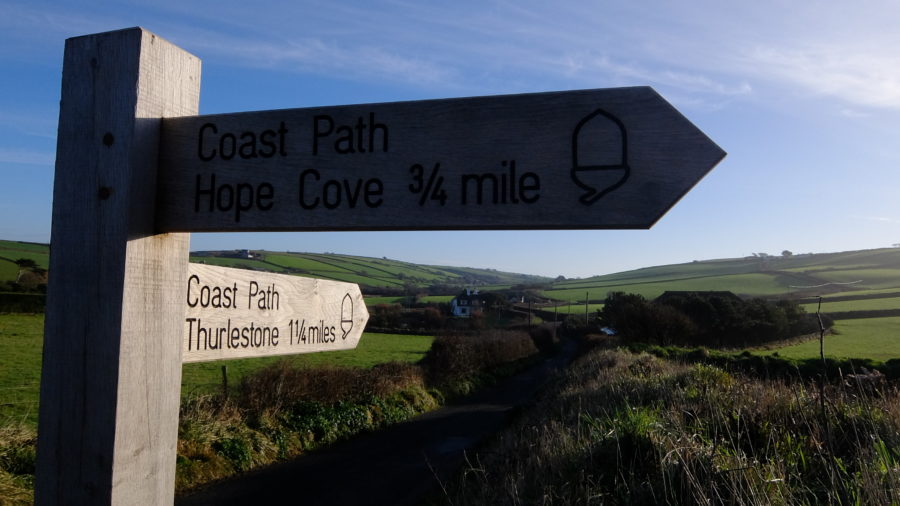 Coast Path
Hope Cove ¾ mile
Coast Path
Thurlestone 1¼ miles